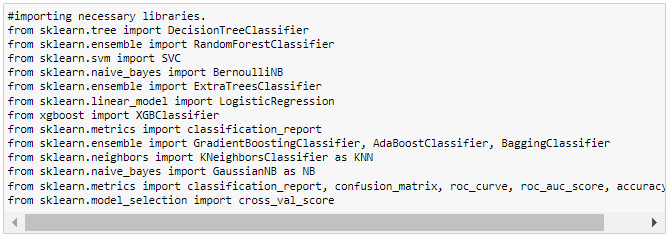 #importing necessary libraries.
from sklearn.tree import DecisionTreeClassifier
from sklearn.ensemble import RandomForestClassifier
from sklearn.svm import SVC
from sklearn.naive_bayes import BernoulliNB
from sklearn.ensemble import ExtraTreesClassifier
from sklearn.linear_model import LogisticRegression
from xgboost import XGBClassifier
from sklearn.metrics import classification_report
from sklearn.ensemble import GradientBoostingClassifier, AdaBoostClassifier, BaggingClassifier
from sklearn.neighbors import KNeighborsClassifier as KNN
from sklearn.naive_bayes import GaussianNB as NB
from sklearn.metrics import classification_report, confusion_matrix, roc_curve, roc_auc_score, accuracy
from sklearn.model_selection import cross_val_score